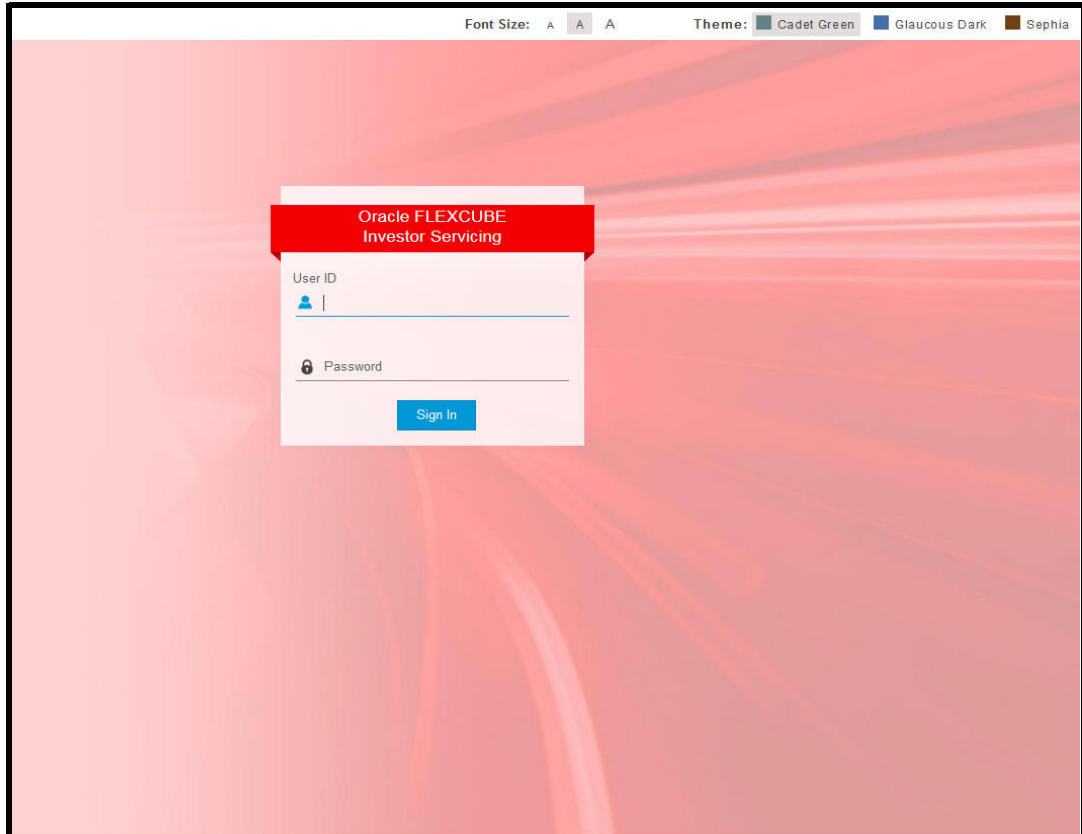 Font Size: A A A Theme: Cadet Green Glaucous Dark Sephia
Oracle FLEXCUBE
Investor Servicing
User ID
Password
Sign In